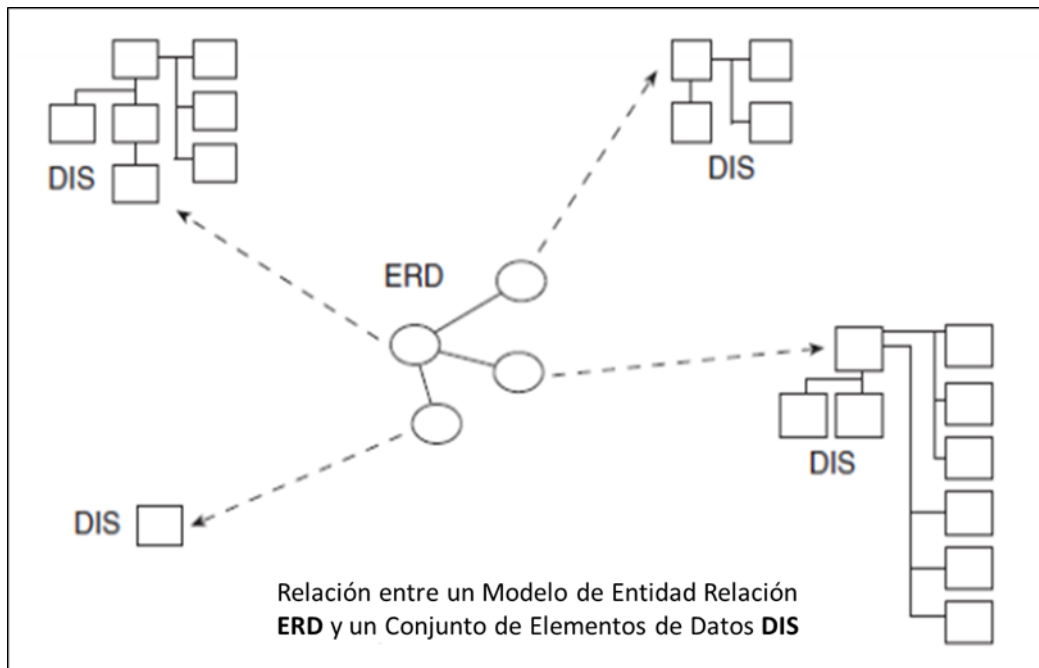 DIS
DIS
ERD
DIS
DIS
Relación entre un Modelo de Entidad Relación
ERD y un Conjunto de Elementos de Datos DIS